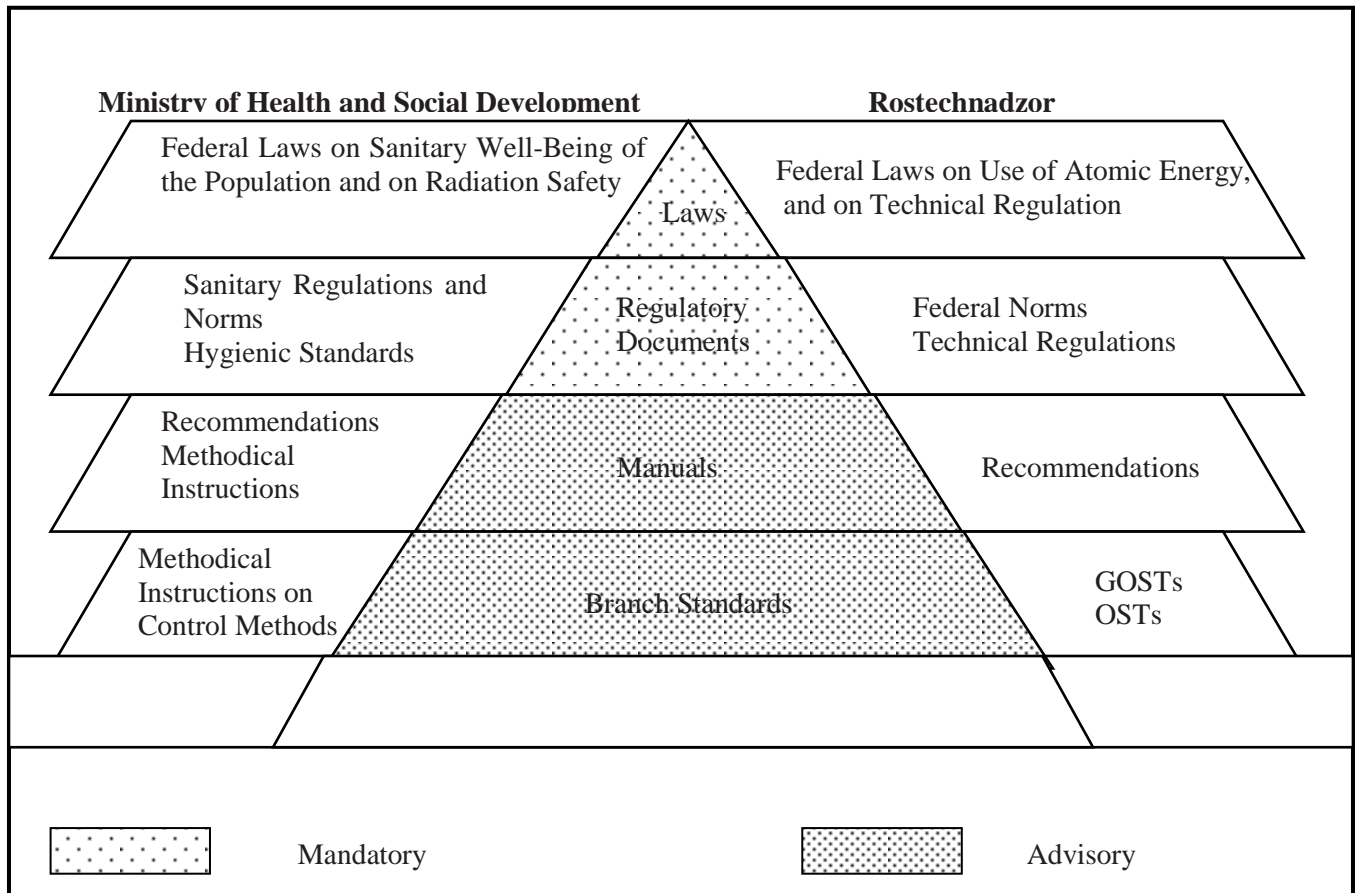 Ministry of Health and Social Development
Rostechnadzor
Federal Laws on Sanitary Well-Being of
the Population and on Radiation Safety
Laws
Federal Laws on Use of Atomic Energy,
and on Technical Regulation
Sanitary Regulations and
Norms
Hygienic Standards
Regulatory
Documents
Federal Norms
Technical Regulations
Recommendations
Methodical
Instructions
Manuals
Recommendations
Methodical
Instructions on
Control Methods
Branch Standards
GOSTs
OSTs
Mandatory
Advisory